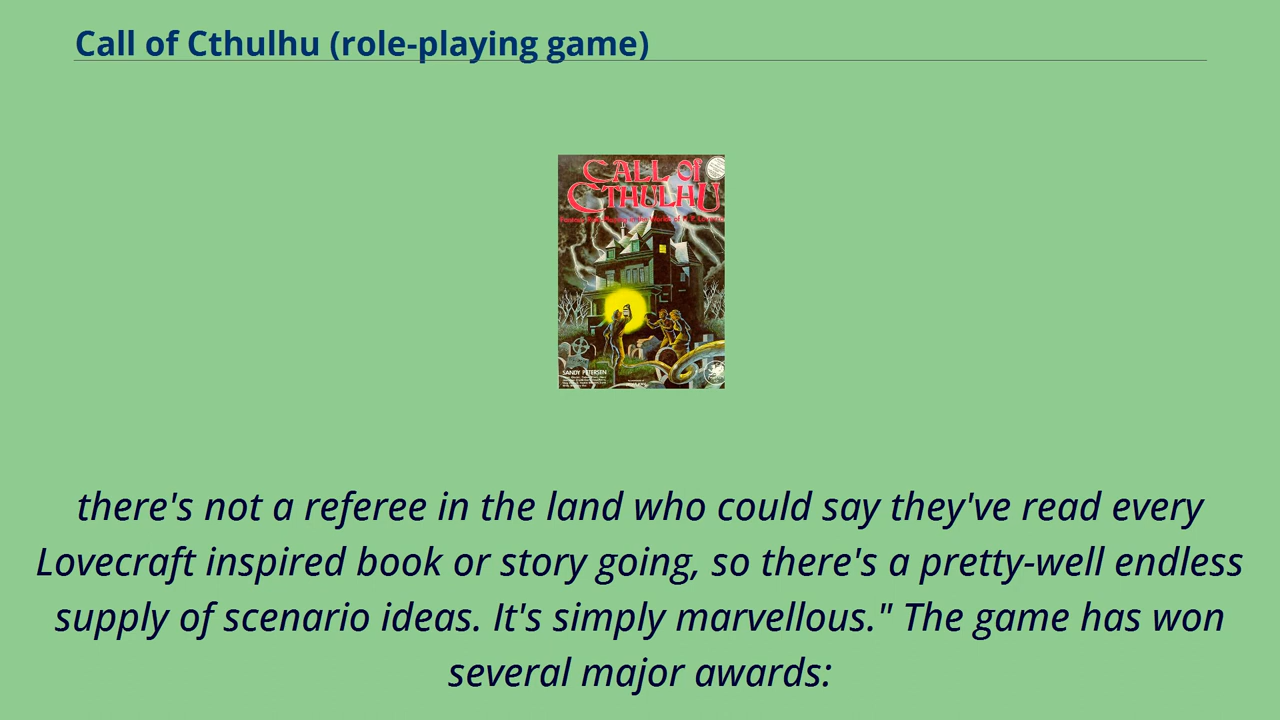 Call of Cthulhu (role-playing game)
CALL of
CTHULHU
SANDY PETERSEN
there's not a referee in the land who could say they've read every
Lovecraft inspired book or story going, so there's a pretty-well endless
supply of scenario ideas. It's simply marvellous." The game has won
several major awards: